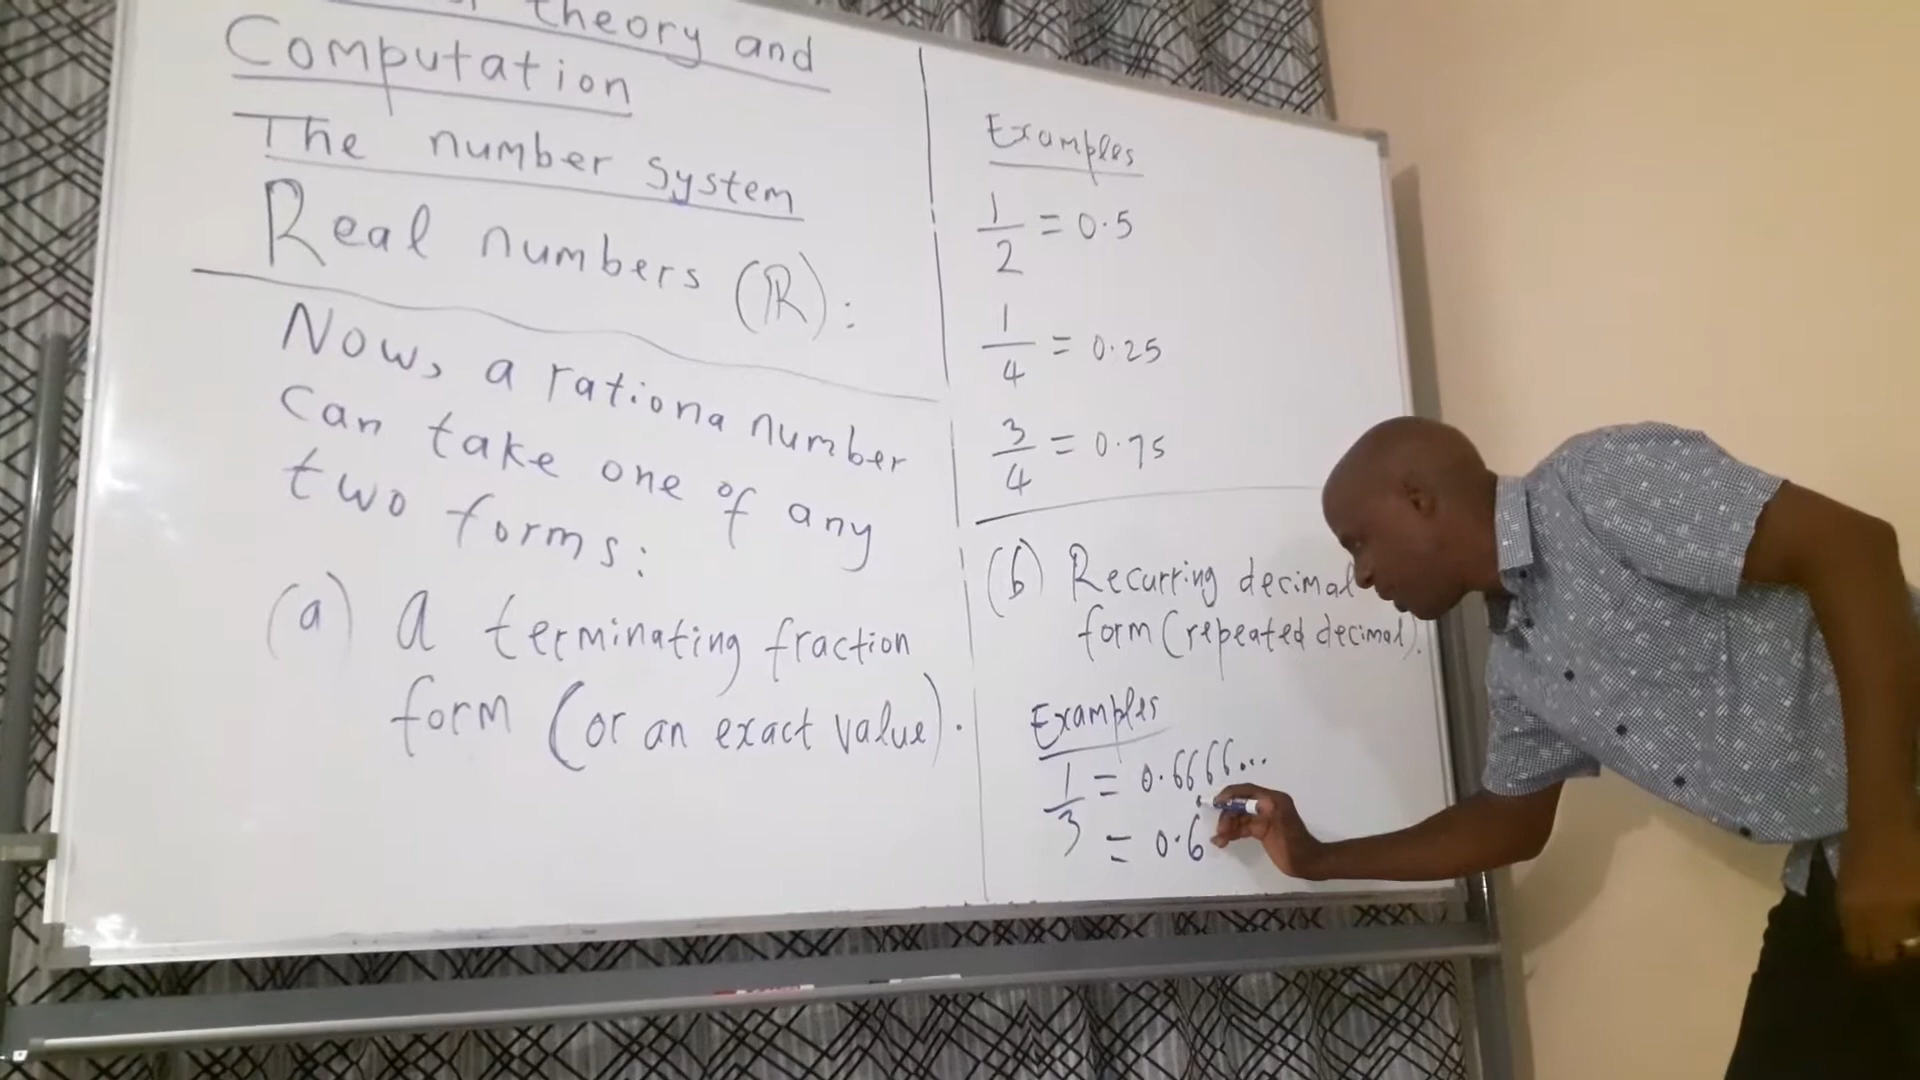 theory and
Computation
The number System
Real numbers (ℝ):
Now, a rationa number
can take one of any
two forms:
(a) a terminating fraction
form (or an exact value).
Examples
1/2 = 0.5
1/4 = 0.25
3/4 = 0.75
(b) Recurring decimal
form (repeated decimal).
Examples
1/3 = 0.6666...
= 0.6̇